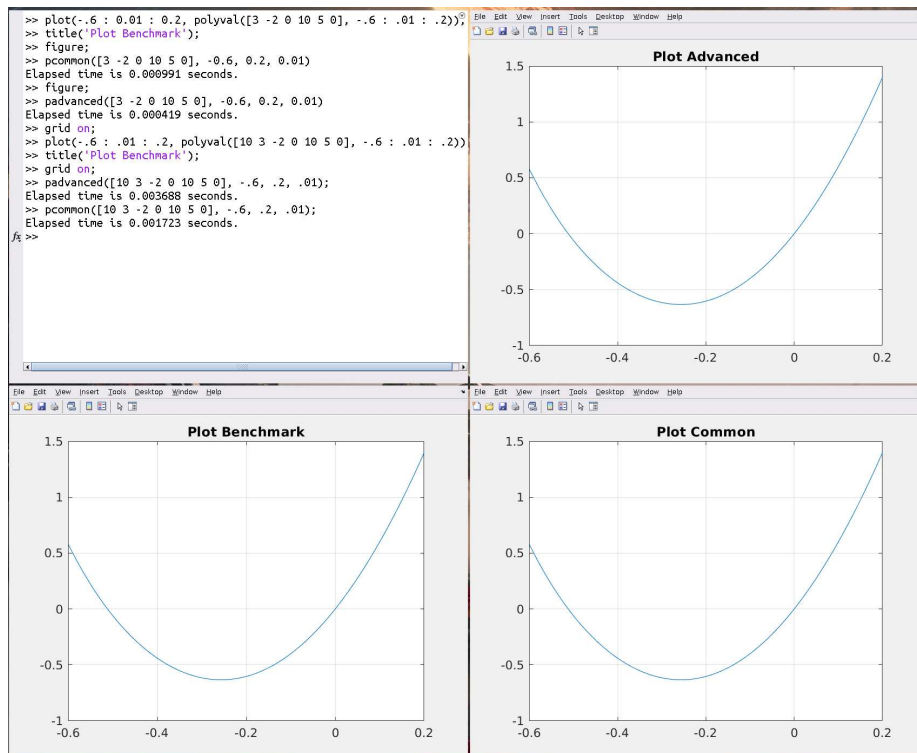 >> plot(-.6 : 0.01 : 0.2, polyval([3 -2 0 10 5 0], -.6 : .01 : .2));
>> title('Plot Benchmark');
>> figure;
>> pcommon([3 -2 0 10 5 0], -0.6, 0.2, 0.01)
Elapsed time is 0.000991 seconds.
>> figure;
>> padvanced([3 -2 0 10 5 0], -0.6, 0.2, 0.01)
Elapsed time is 0.000419 seconds.
>> grid on;
>> plot(-.6 : .01 : .2, polyval([10 3 -2 0 10 5 0], -.6 : .01 : .2))
>> title('Plot Benchmark');
>> grid on;
>> padvanced([10 3 -2 0 10 5 0], -.6, .2, .01);
Elapsed time is 0.003688 seconds.
>> pcommon([10 3 -2 0 10 5 0], -.6, .2, .01);
Elapsed time is 0.001723 seconds.
fx >>
File Edit View Insert Tools Desktop Window Help
Plot Advanced
1.5
1
0.5
0
-0.5
-1
-0.6 -0.4 -0.2 0 0.2
File Edit View Insert Tools Desktop Window Help
Plot Benchmark
1.5
1
0.5
0
-0.5
-1
-0.6 -0.4 -0.2 0 0.2
File Edit View Insert Tools Desktop Window Help
Plot Common
1.5
1
0.5
0
-0.5
-1
-0.6 -0.4 -0.2 0 0.2